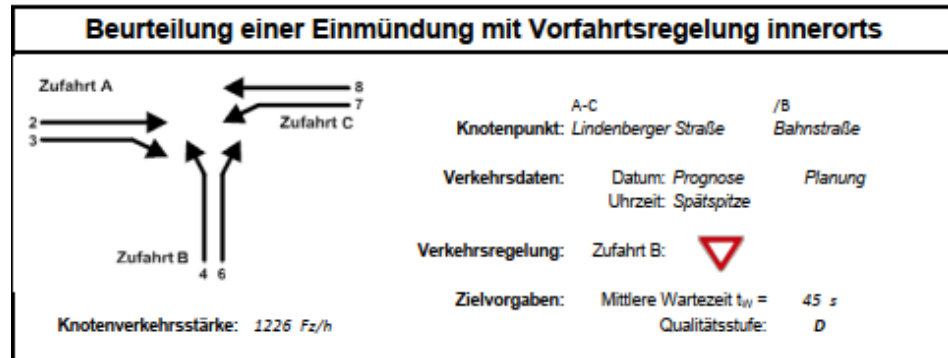 Beurteilung einer Einmündung mit Vorfahrtsregelung innerorts
Zufahrt A
8
7
2
3
Zufahrt C
Zufahrt B
4 6
Knotenverkehrsstärke: 1226 Fz/h
A-C /B
Knotenpunkt: Lindenberger Straße Bahnstraße
Verkehrsdaten: Datum: Prognose Planung
Uhrzeit: Spätspitze
Verkehrsregelung: Zufahrt B:
Zielvorgaben: Mittlere Wartezeit tW = 45 s
Qualitätsstufe: D